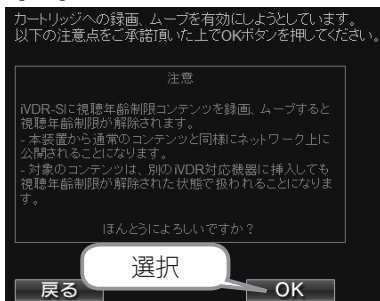 カートリッジへの録画、ムーブを有効にしようとしています。
以下の注意点をご承諾頂いた上でOKボタンを押してください。
注意
iVDR-Sに視聴年齢制限コンテンツを録画、ムーブすると
視聴年齢制限が解除されます。
- 本装置から通常のコンテンツと同様にネットワーク上に
公開されることになります。
- 対象のコンテンツは、別のiVDR対応機器に挿入しても
視聴年齢制限が解除された状態で扱われることになりま
す。
ほんとうによろしいですか？
選択
戻る
OK